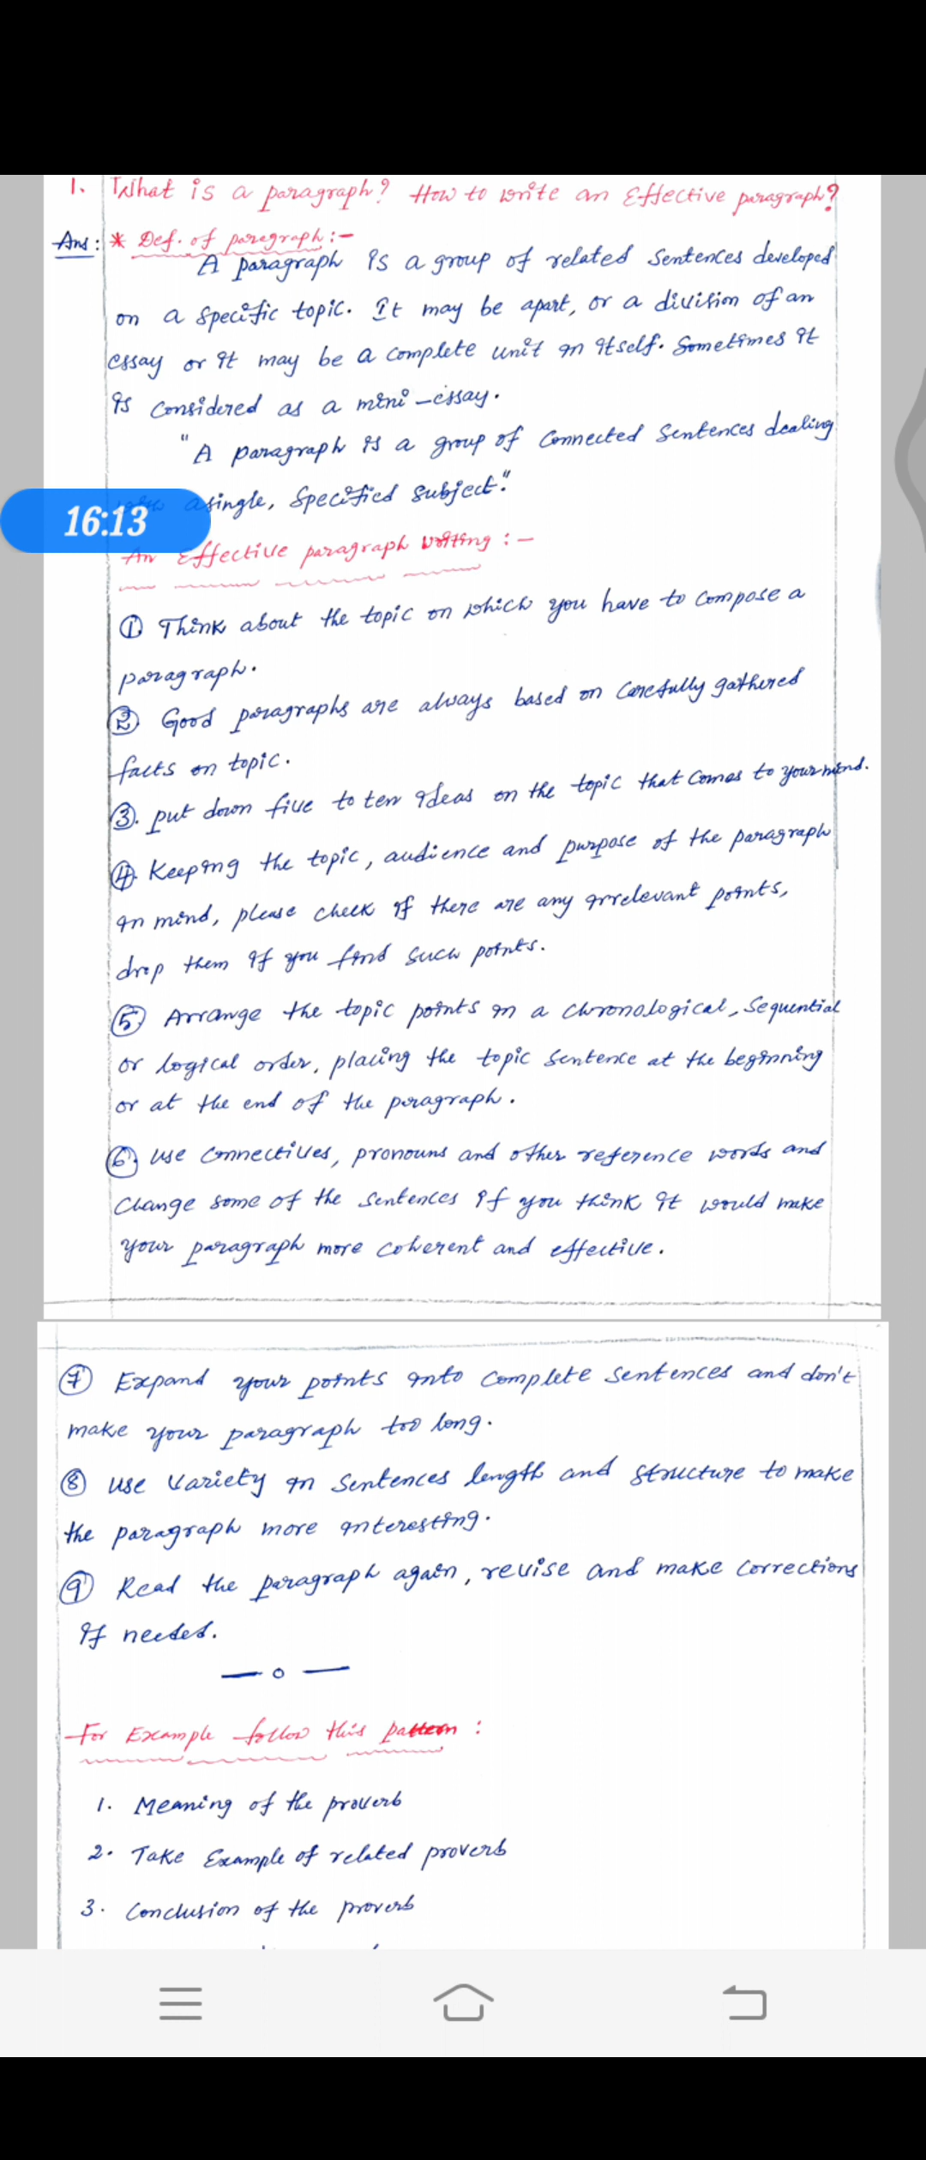 1. What is a paragraph? How to write an Effective paragraph?
Ans: * Def. of paragraph:-
A paragraph is a group of related sentences developed
on a specific topic. It may be apart, or a division of an
essay or it may be a complete unit in itself. Sometimes it
is considered as a mini-essay.
"A paragraph is a group of connected sentences dealing
a single, specified subject."
16:13
An Effective paragraph writing :-
① Think about the topic on which you have to compose a
paragraph.
② Good paragraphs are always based on carefully gathered
facts on topic.
③. put down five to ten ideas on the topic that comes to your mind.
④. Keeping the topic, audience and purpose of the paragraph
in mind, please check if there are any irrelevant points,
drop them if you find such points.
⑤ Arrange the topic points in a chronological, sequential
or logical order, placing the topic sentence at the beginning
or at the end of the paragraph.
⑥. use connectives, pronouns and other reference words and
change some of the sentences if you think it would make
your paragraph more coherent and effective.
⑦ Expand your points into complete sentences and don't
make your paragraph too long.
⑧ use variety in sentences length and structure to make
the paragraph more interesting.
⑨ Read the paragraph again, revise and make corrections
if needed.
— o —
For Example follow this pattern :
1. Meaning of the proverb
2. Take Example of related proverb
3. Conclusion of the proverb